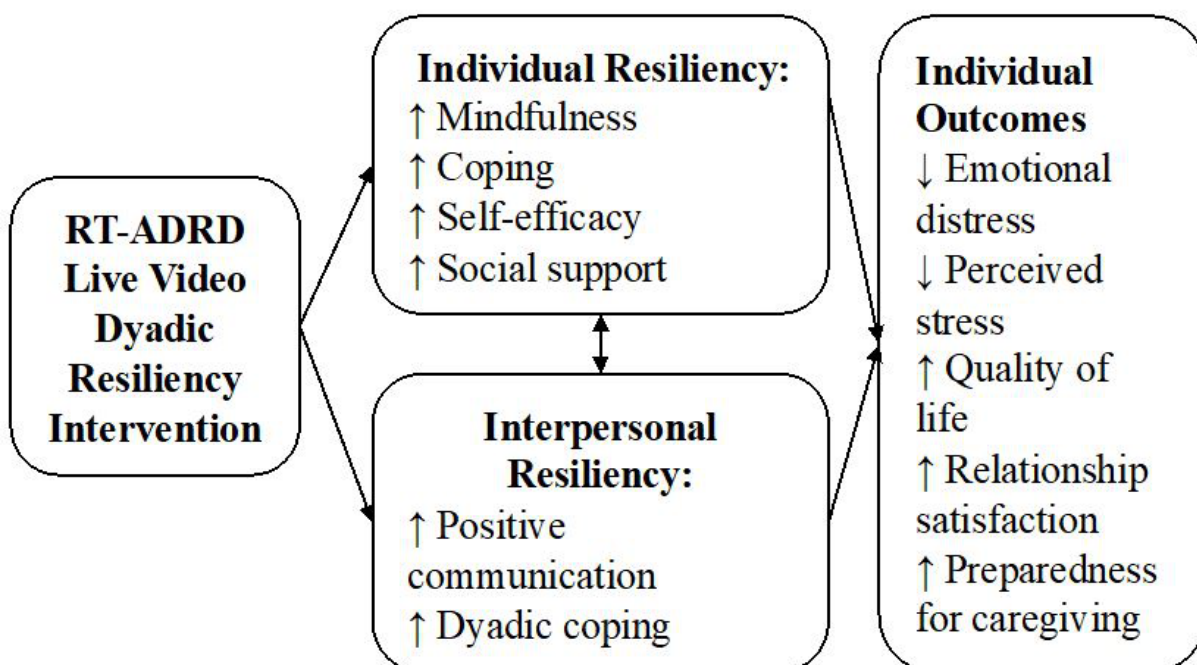 RT-ADRD
Live Video
Dyadic
Resiliency
Intervention
Individual Resiliency:
↑ Mindfulness
↑ Coping
↑ Self-efficacy
↑ Social support
Interpersonal
Resiliency:
↑ Positive
communication
↑ Dyadic coping
Individual
Outcomes
↓ Emotional
distress
↓ Perceived
stress
↑ Quality of
life
↑ Relationship
satisfaction
↑ Preparedness
for caregiving